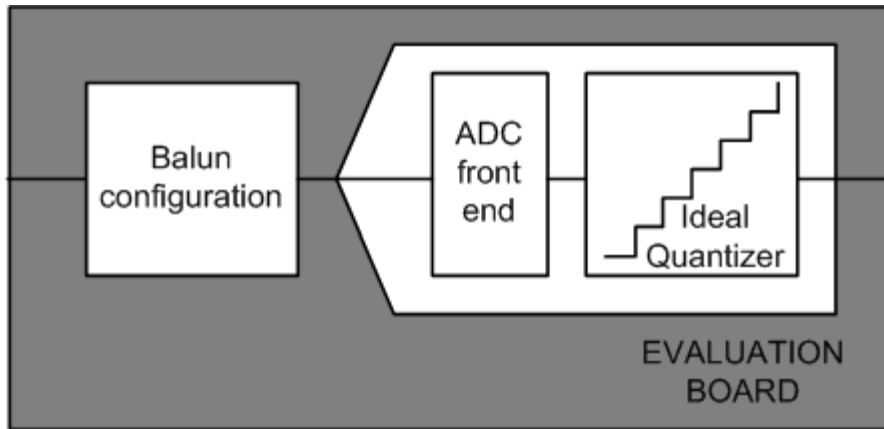 Balun
configuration
ADC
front
end
Ideal
Quantizer
EVALUATION
BOARD